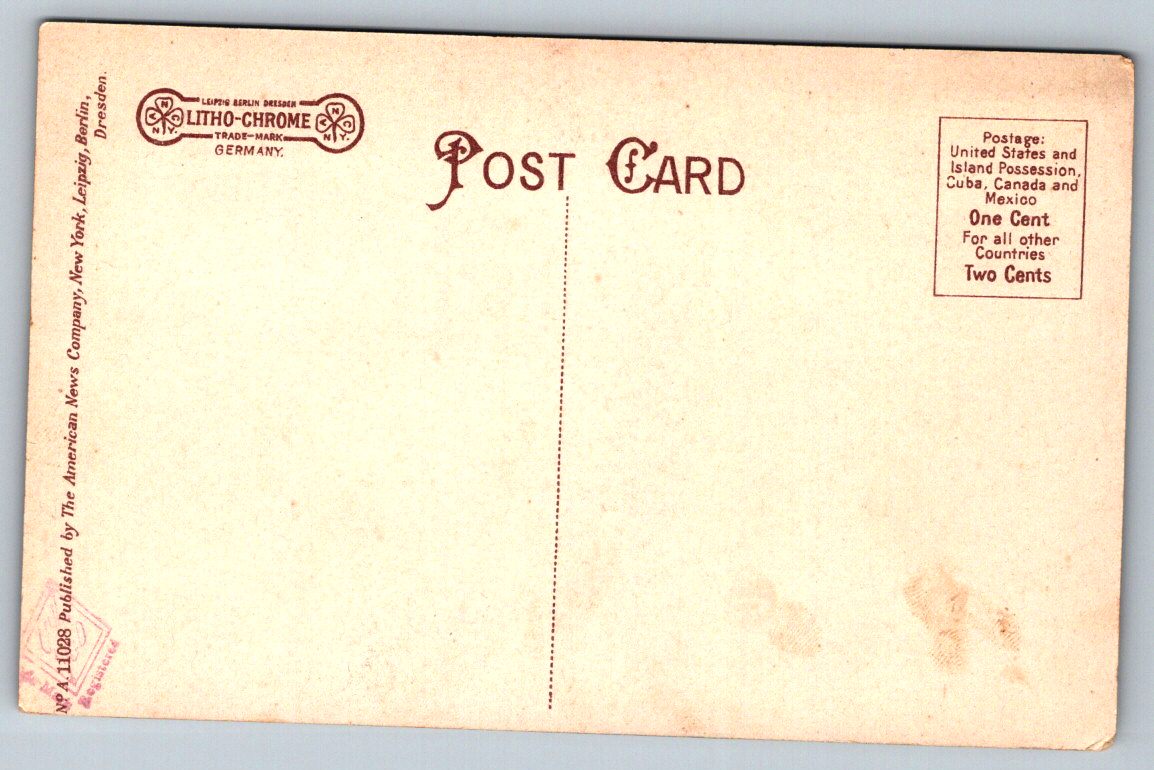 LEIPZIG BERLIN DRESDEN
LITHO-CHROME
TRADE-MARK
GERMANY.
POST CARD
Postage:
United States and
Island Possession,
Cuba, Canada and
Mexico
One Cent
For all other
Countries
Two Cents
Nº A. 11028 Published by The American News Company, New York, Leipzig, Berlin,
Dresden.
Registered